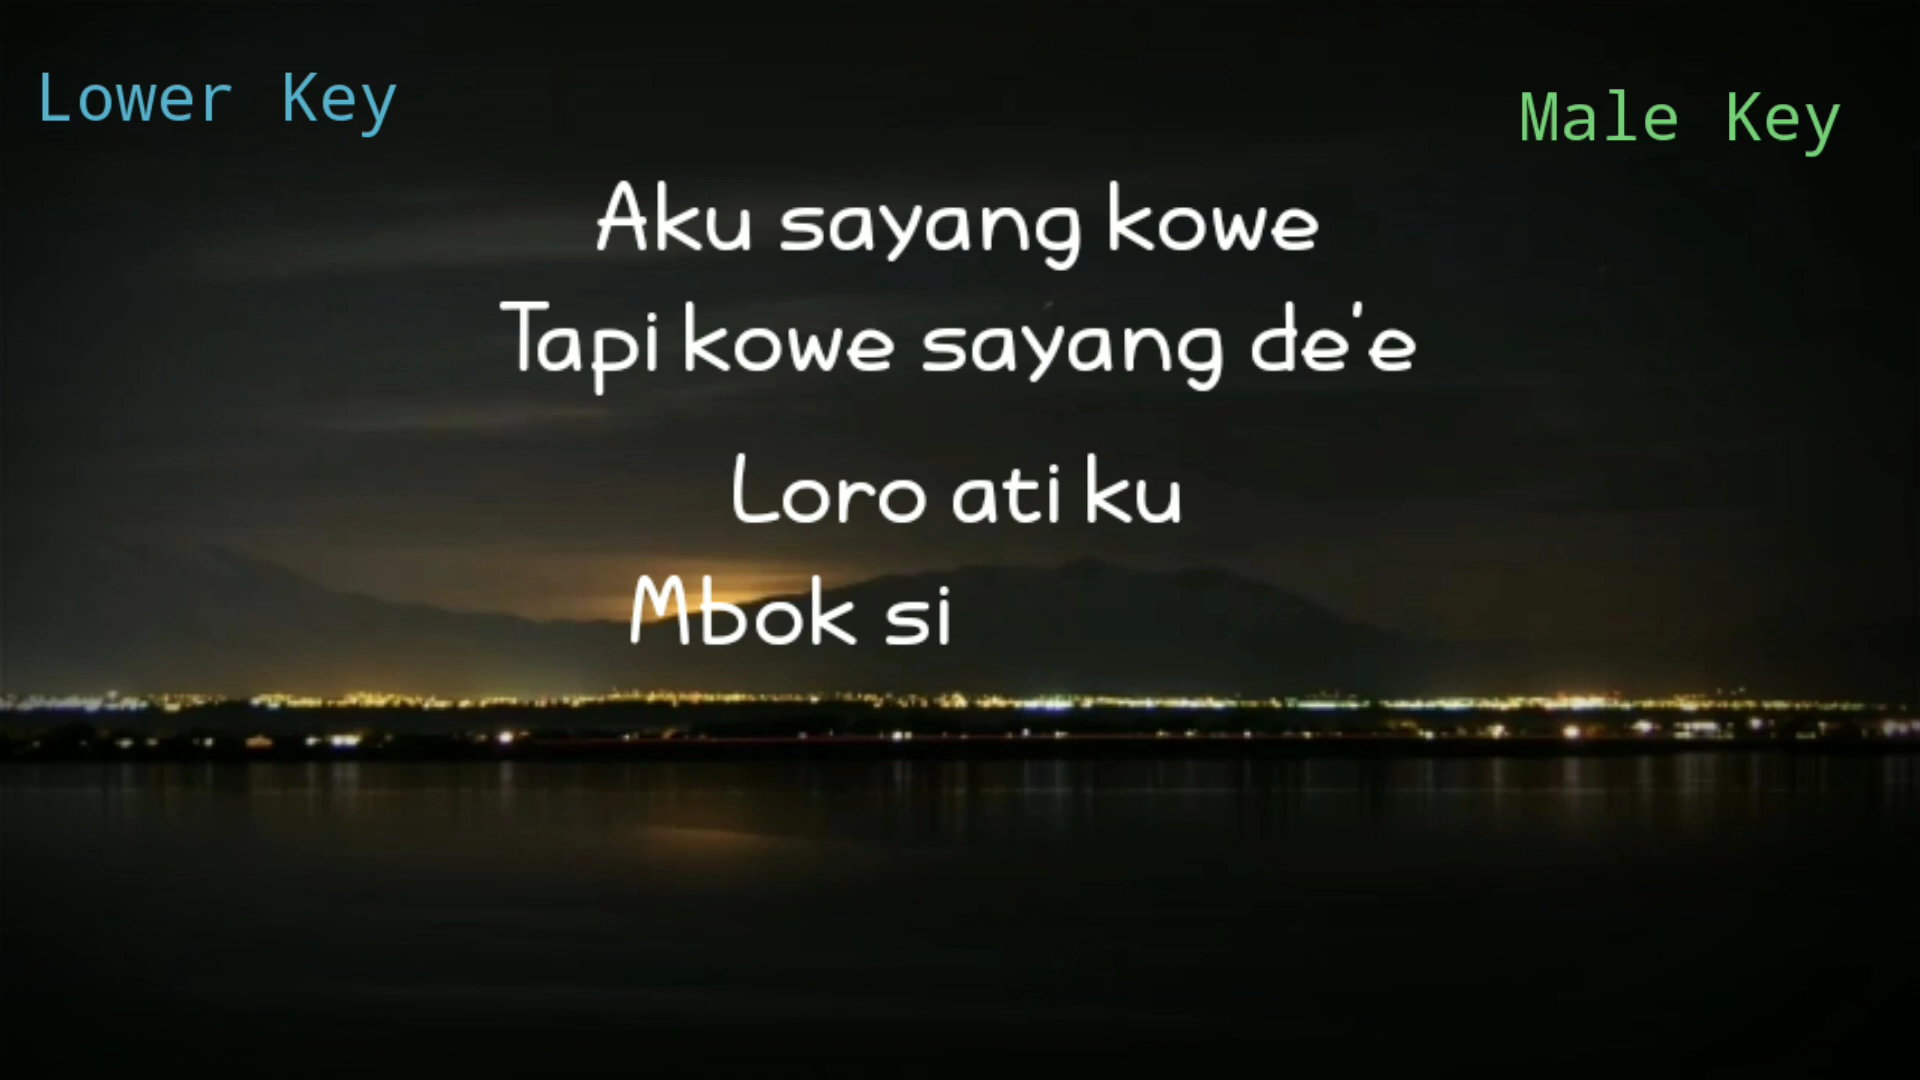 Lower Key
Male Key
Aku sayang kowe
Tapi kowe sayang de'e
Loro ati ku
Mbok si